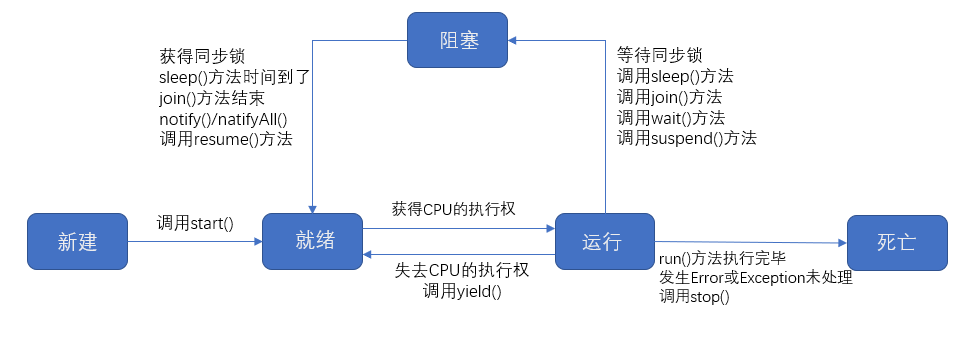 阻塞
获得同步锁
sleep()方法时间到了
join()方法结束
notify()/natifyAll()
调用resume()方法
等待同步锁
调用sleep()方法
调用join()方法
调用wait()方法
调用suspend()方法
新建
调用start()
就绪
获得CPU的执行权
失去CPU的执行权
调用yield()
运行
run()方法执行完毕
发生Error或Exception未处理
调用stop()
死亡